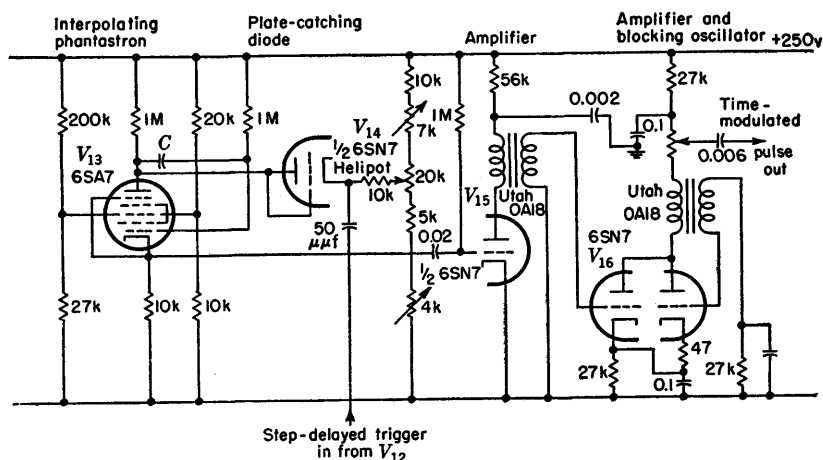 Interpolating
phantastron
Plate-catching
diode
Amplifier
Amplifier and
blocking oscillator
+250v
200k
1M
20k
1M
10k
7k
1M
56k
0.002
27k
0.1
Time-
modulated
0.006
pulse
out
V13
6SA7
C
V14
1/2 6SN7
Helipot
10k
20k
V15
Utah
0A18
Utah
0A18
50
μμf
5k
0.02
1/2 6SN7
4k
6SN7
V16
27k
10k
10k
27k
47
0.1
27k
Step-delayed trigger
in from V12